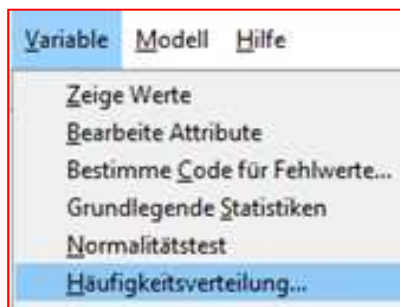 Variable Modell Hilfe
Zeige Werte
Bearbeite Attribute
Bestimme Code für Fehlwerte...
Grundlegende Statistiken
Normalitätstest
Häufigkeitsverteilung...